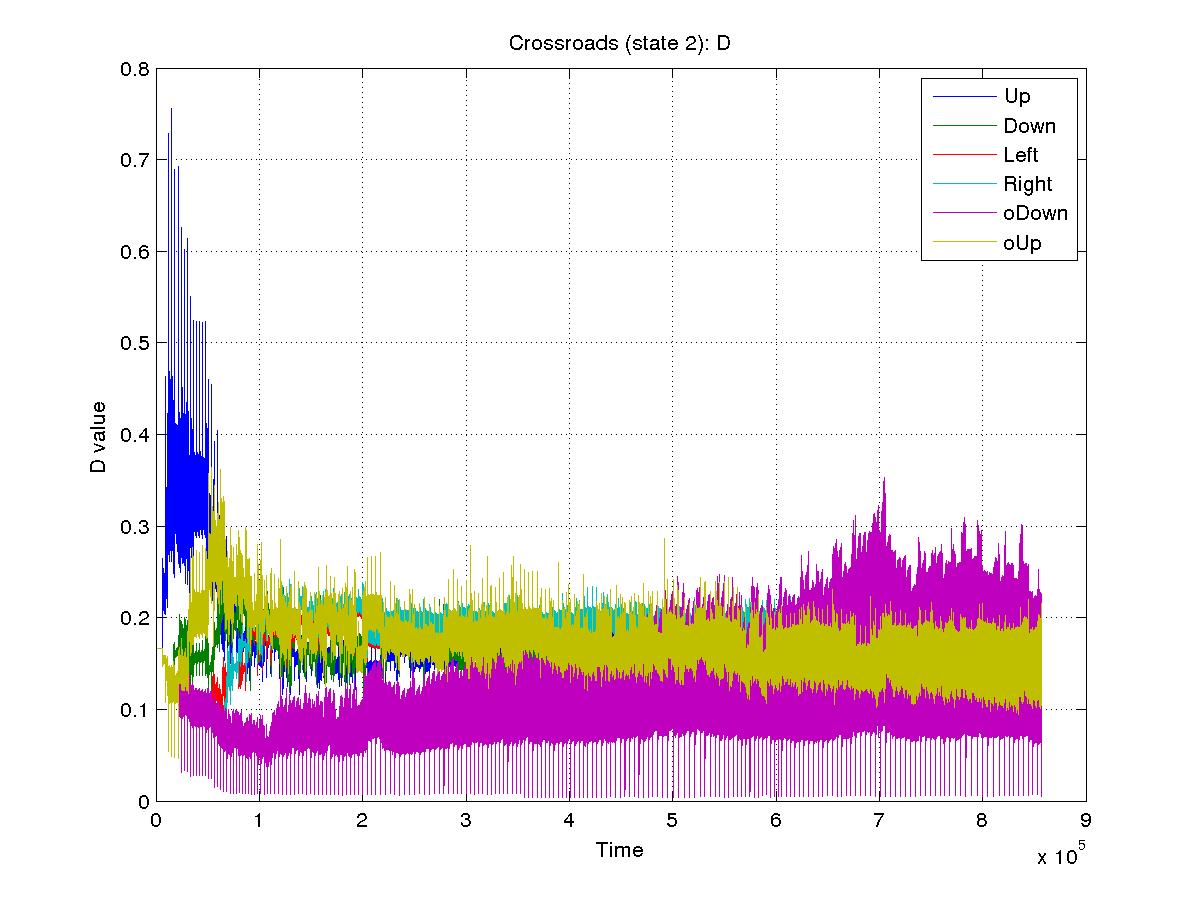 Crossroads (state 2): D
0.8
0.7
0.6
0.5
0.4
0.3
0.2
0.1
0
D value
Up
Down
Left
Right
oDown
oUp
0 1 2 3 4 5 6 7 8 9
Time
x 10^5